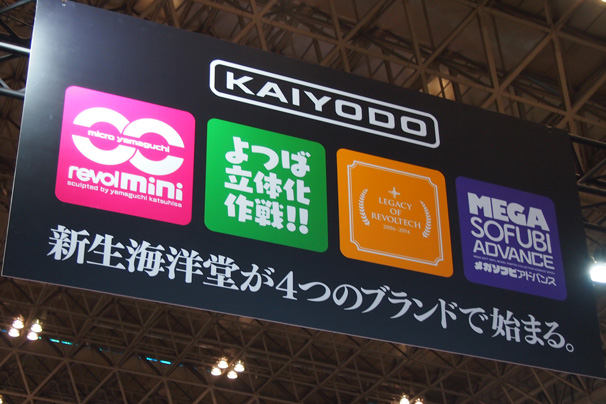 KAIYODO
micro yamaguchi
revol mini
sculpted by yamaguchi katsuhisa
よつば
立体化
作戦!!
LEGACY
OF
REVOLTECH
2006-2014
MEGA
SOFUBI
ADVANCE
メガソフビアドバンス
新生海洋堂が4つのブランドで始まる。